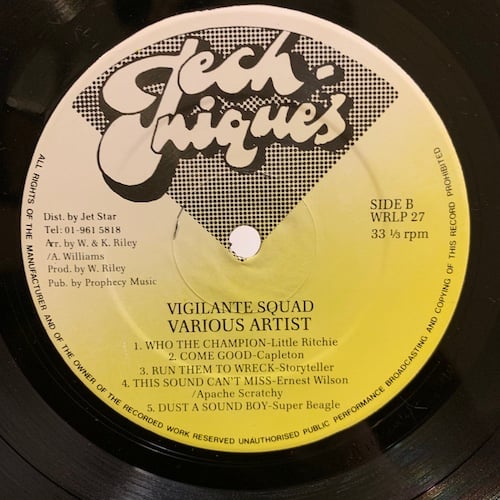 Tech-
niques
Dist. by Jet Star
Tel: 01-961 5818
Arr. by W. & K. Riley
/A. Williams
Prod. by W. Riley
Pub. by Prophecy Music
SIDE B
WRLP 27
33 ⅓ rpm
VIGILANTE SQUAD
VARIOUS ARTIST
1. WHO THE CHAMPION-Little Ritchie
2. COME GOOD-Capleton
3. RUN THEM TO WRECK-Storyteller
4. THIS SOUND CAN'T MISS-Ernest Wilson
/Apache Scratchy
5. DUST A SOUND BOY-Super Beagle
ALL RIGHTS OF THE MANUFACTURER AND OF THE OWNER OF THE RECORDED WORK RESERVED UNAUTHORISED PUBLIC PERFORMANCE BROADCASTING AND COPYING OF THIS RECORD PROHIBITED